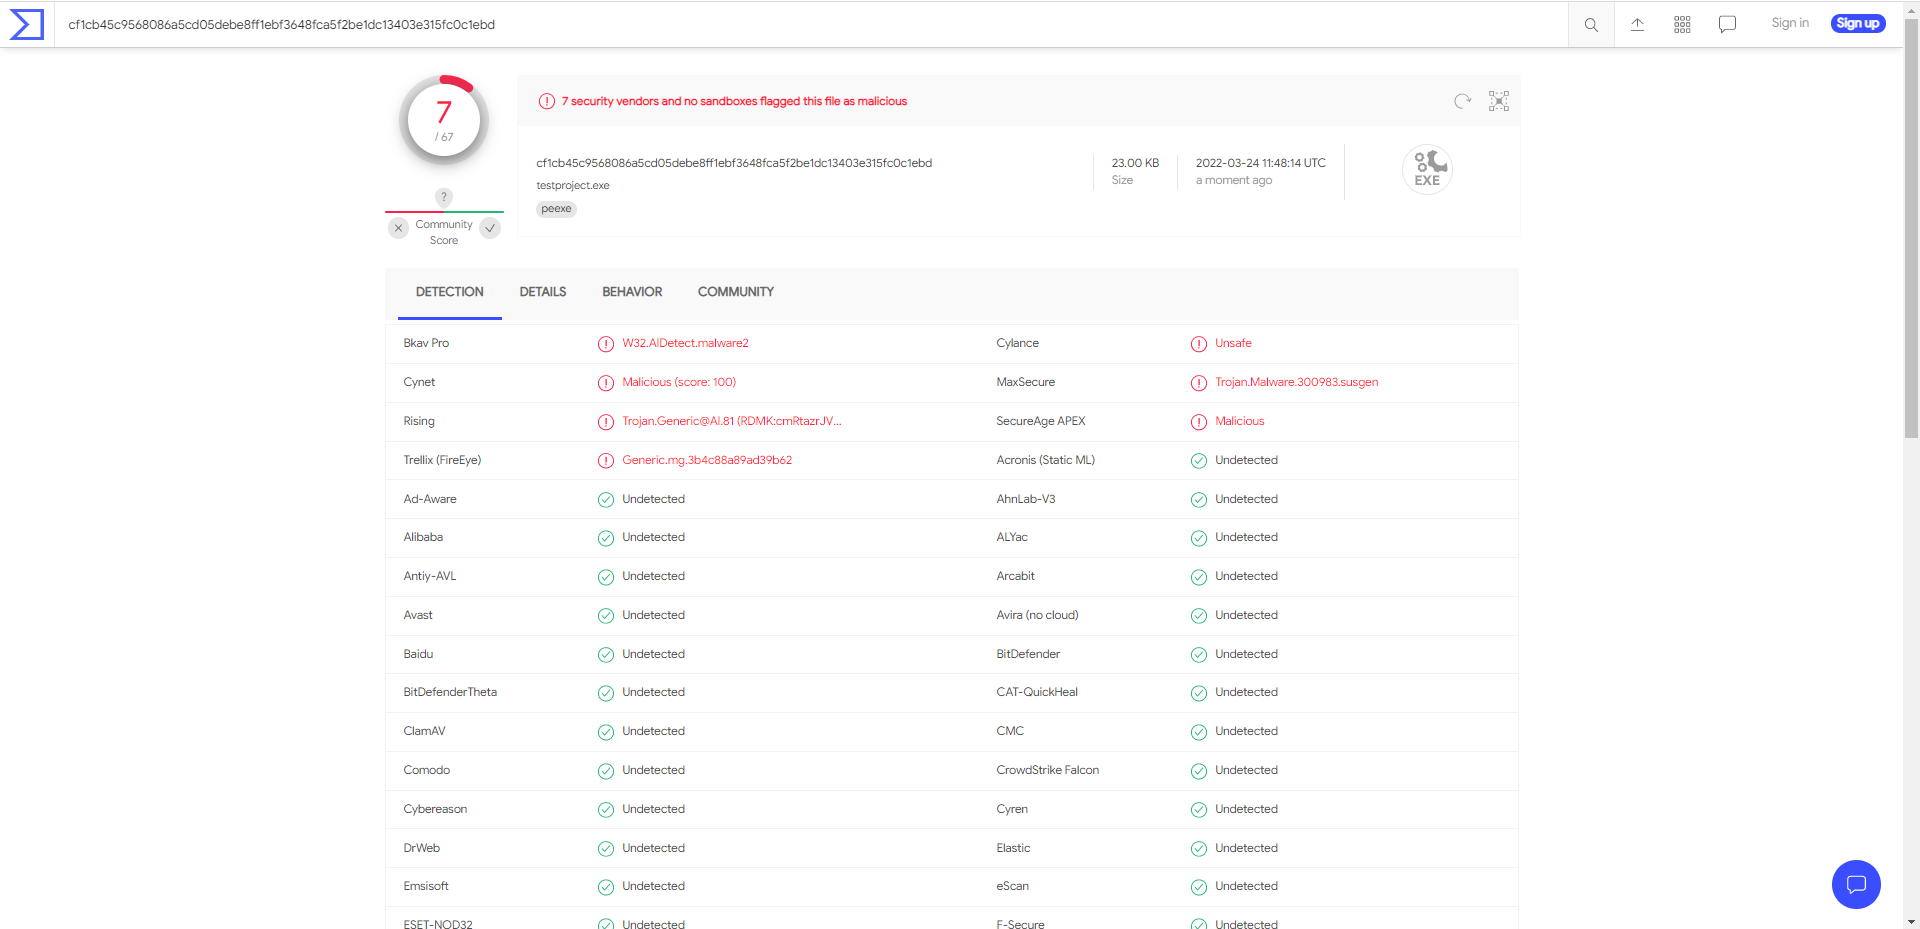 cf1cb45c9568086a5cd05debe8ff1ebf3648fca5f2be1dc13403e315fc0c1ebd
Sign in
Sign up
7
/ 67
?
Community
Score
7 security vendors and no sandboxes flagged this file as malicious
cf1cb45c9568086a5cd05debe8ff1ebf3648fca5f2be1dc13403e315fc0c1ebd
testproject.exe
peexe
23.00 KB
Size
2022-03-24 11:48:14 UTC
a moment ago
EXE
DETECTION DETAILS BEHAVIOR COMMUNITY
Bkav Pro W32.AIDetect.malware2 Cylance Unsafe
Cynet Malicious (score: 100) MaxSecure Trojan.Malware.300983.susgen
Rising Trojan.Generic@AI.81 (RDMK:cmRtazrJV... SecureAge APEX Malicious
Trellix (FireEye) Generic.mg.3b4c88a89ad39b62 Acronis (Static ML) Undetected
Ad-Aware Undetected AhnLab-V3 Undetected
Alibaba Undetected ALYac Undetected
Antiy-AVL Undetected Arcabit Undetected
Avast Undetected Avira (no cloud) Undetected
Baidu Undetected BitDefender Undetected
BitDefenderTheta Undetected CAT-QuickHeal Undetected
ClamAV Undetected CMC Undetected
Comodo Undetected CrowdStrike Falcon Undetected
Cybereason Undetected Cyren Undetected
DrWeb Undetected Elastic Undetected
Emsisoft Undetected eScan Undetected
ESET-NOD32 Undetected F-Secure Undetected